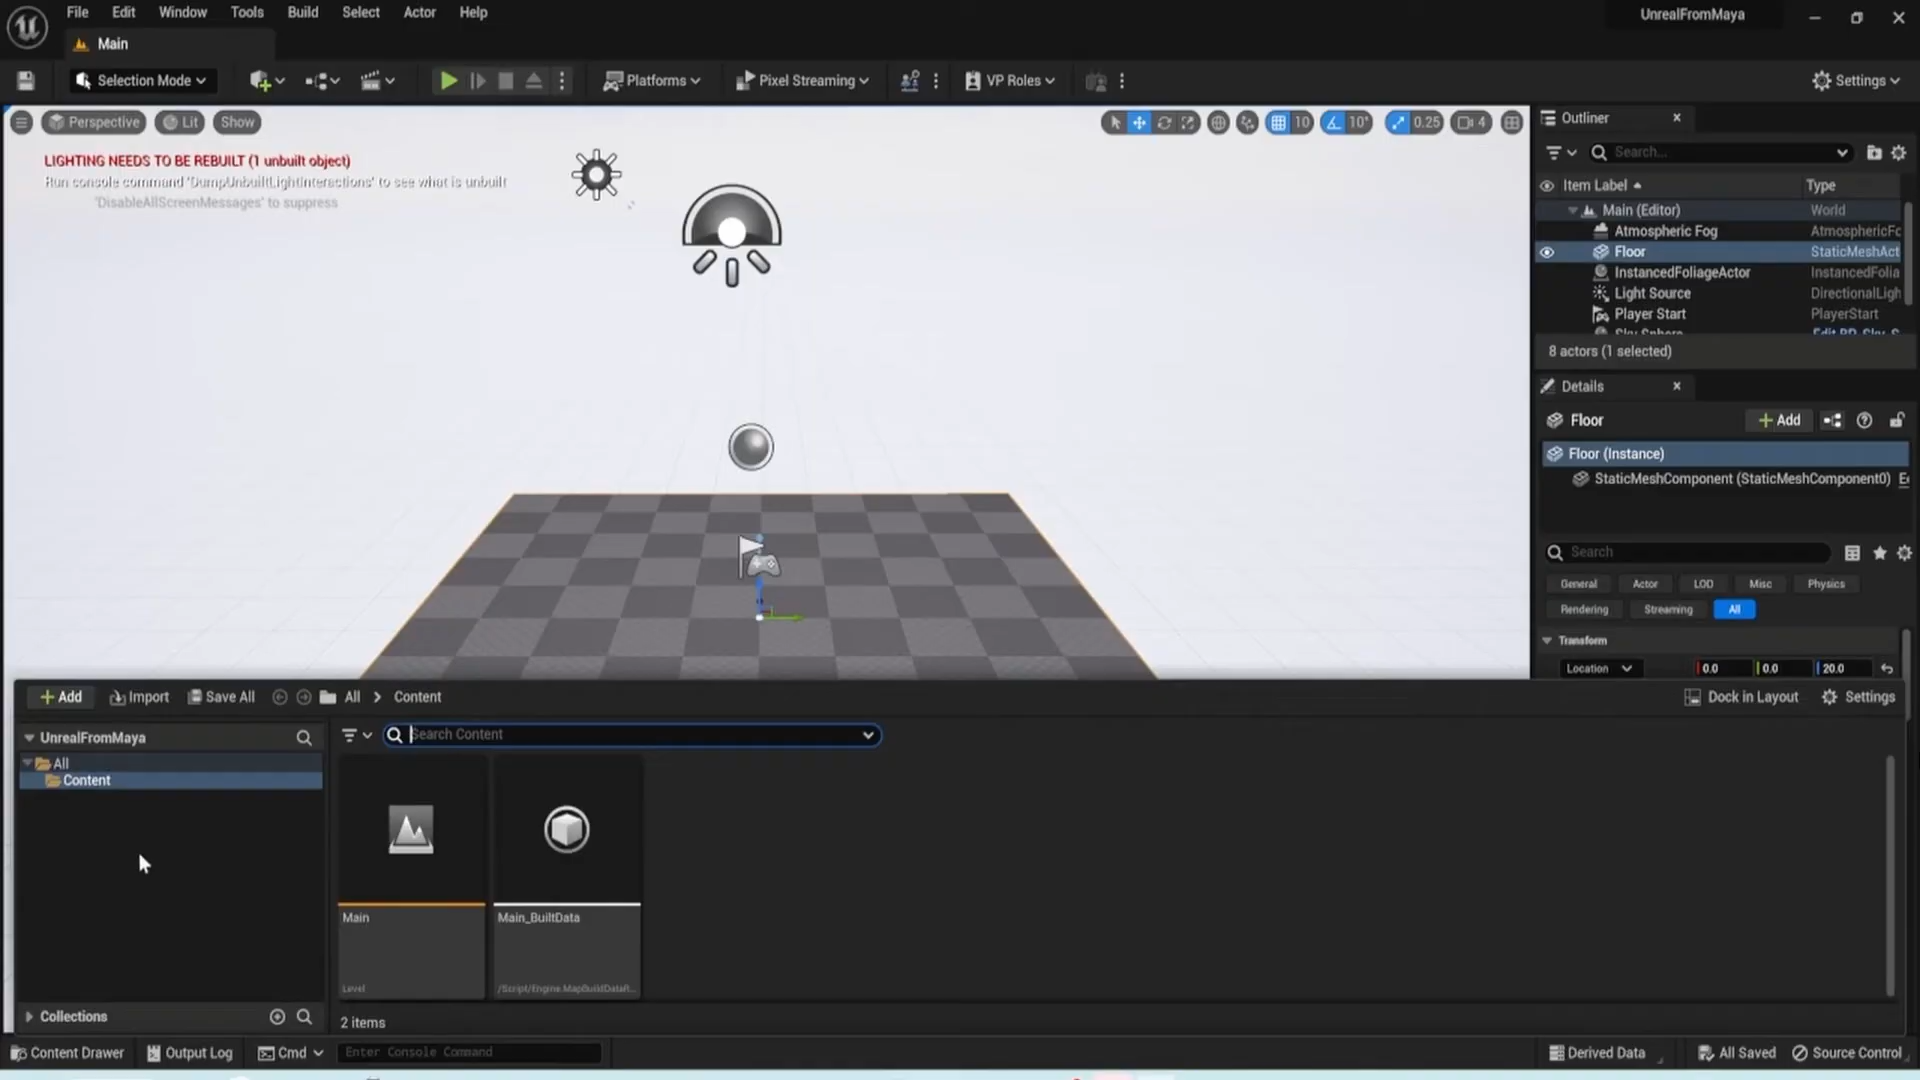 File Edit Window Tools Build Select Actor Help
UnrealFromMaya
Main
Selection Mode
Platforms
Pixel Streaming
VP Roles
Settings
Perspective
Lit
Show
10
10°
0.25
4
LIGHTING NEEDS TO BE REBUILT (1 unbuilt object)
Run console command 'DumpUnbuiltLightInteractions' to see what is unbuilt
'DisableAllScreenMessages' to suppress
Outliner
Search...
Item Label Type
Main (Editor) World
Atmospheric Fog AtmosphericFo
Floor StaticMeshAct
InstancedFoliageActor InstancedFolia
Light Source DirectionalLigh
Player Start PlayerStart
Sky Sphere Edit BP_Sky_S
8 actors (1 selected)
Details
Floor
Add
Floor (Instance)
StaticMeshComponent (StaticMeshComponent0)
Search
General Actor LOD Misc Physics
Rendering Streaming All
Transform
Location 0.0 0.0 20.0
Add Import Save All All Content
Dock in Layout Settings
UnrealFromMaya
All
Content
Search Content
Main
Level
Main_BuiltData
/Script/Engine.MapBuildDataR...
Collections
2 items
Content Drawer Output Log Cmd Enter Console Command
Derived Data All Saved Source Control